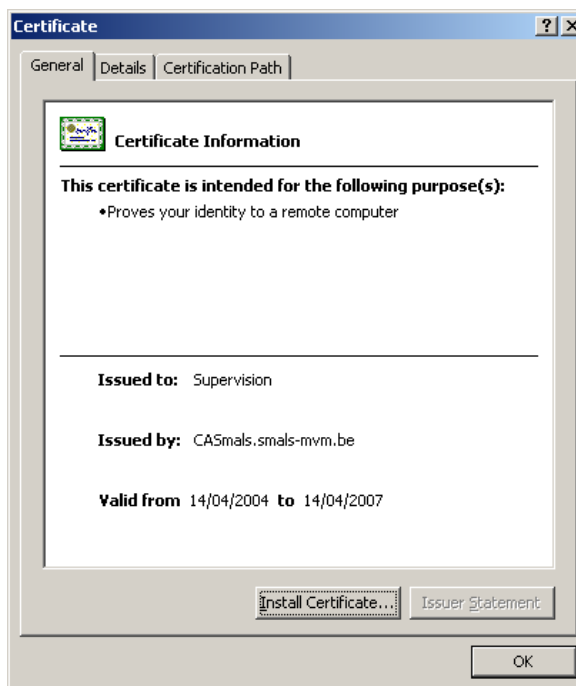 Certificate
General Details Certification Path
Certificate Information
This certificate is intended for the following purpose(s):
•Proves your identity to a remote computer
Issued to: Supervision
Issued by: CASmals.smals-mvm.be
Valid from 14/04/2004 to 14/04/2007
Install Certificate... Issuer Statement
OK